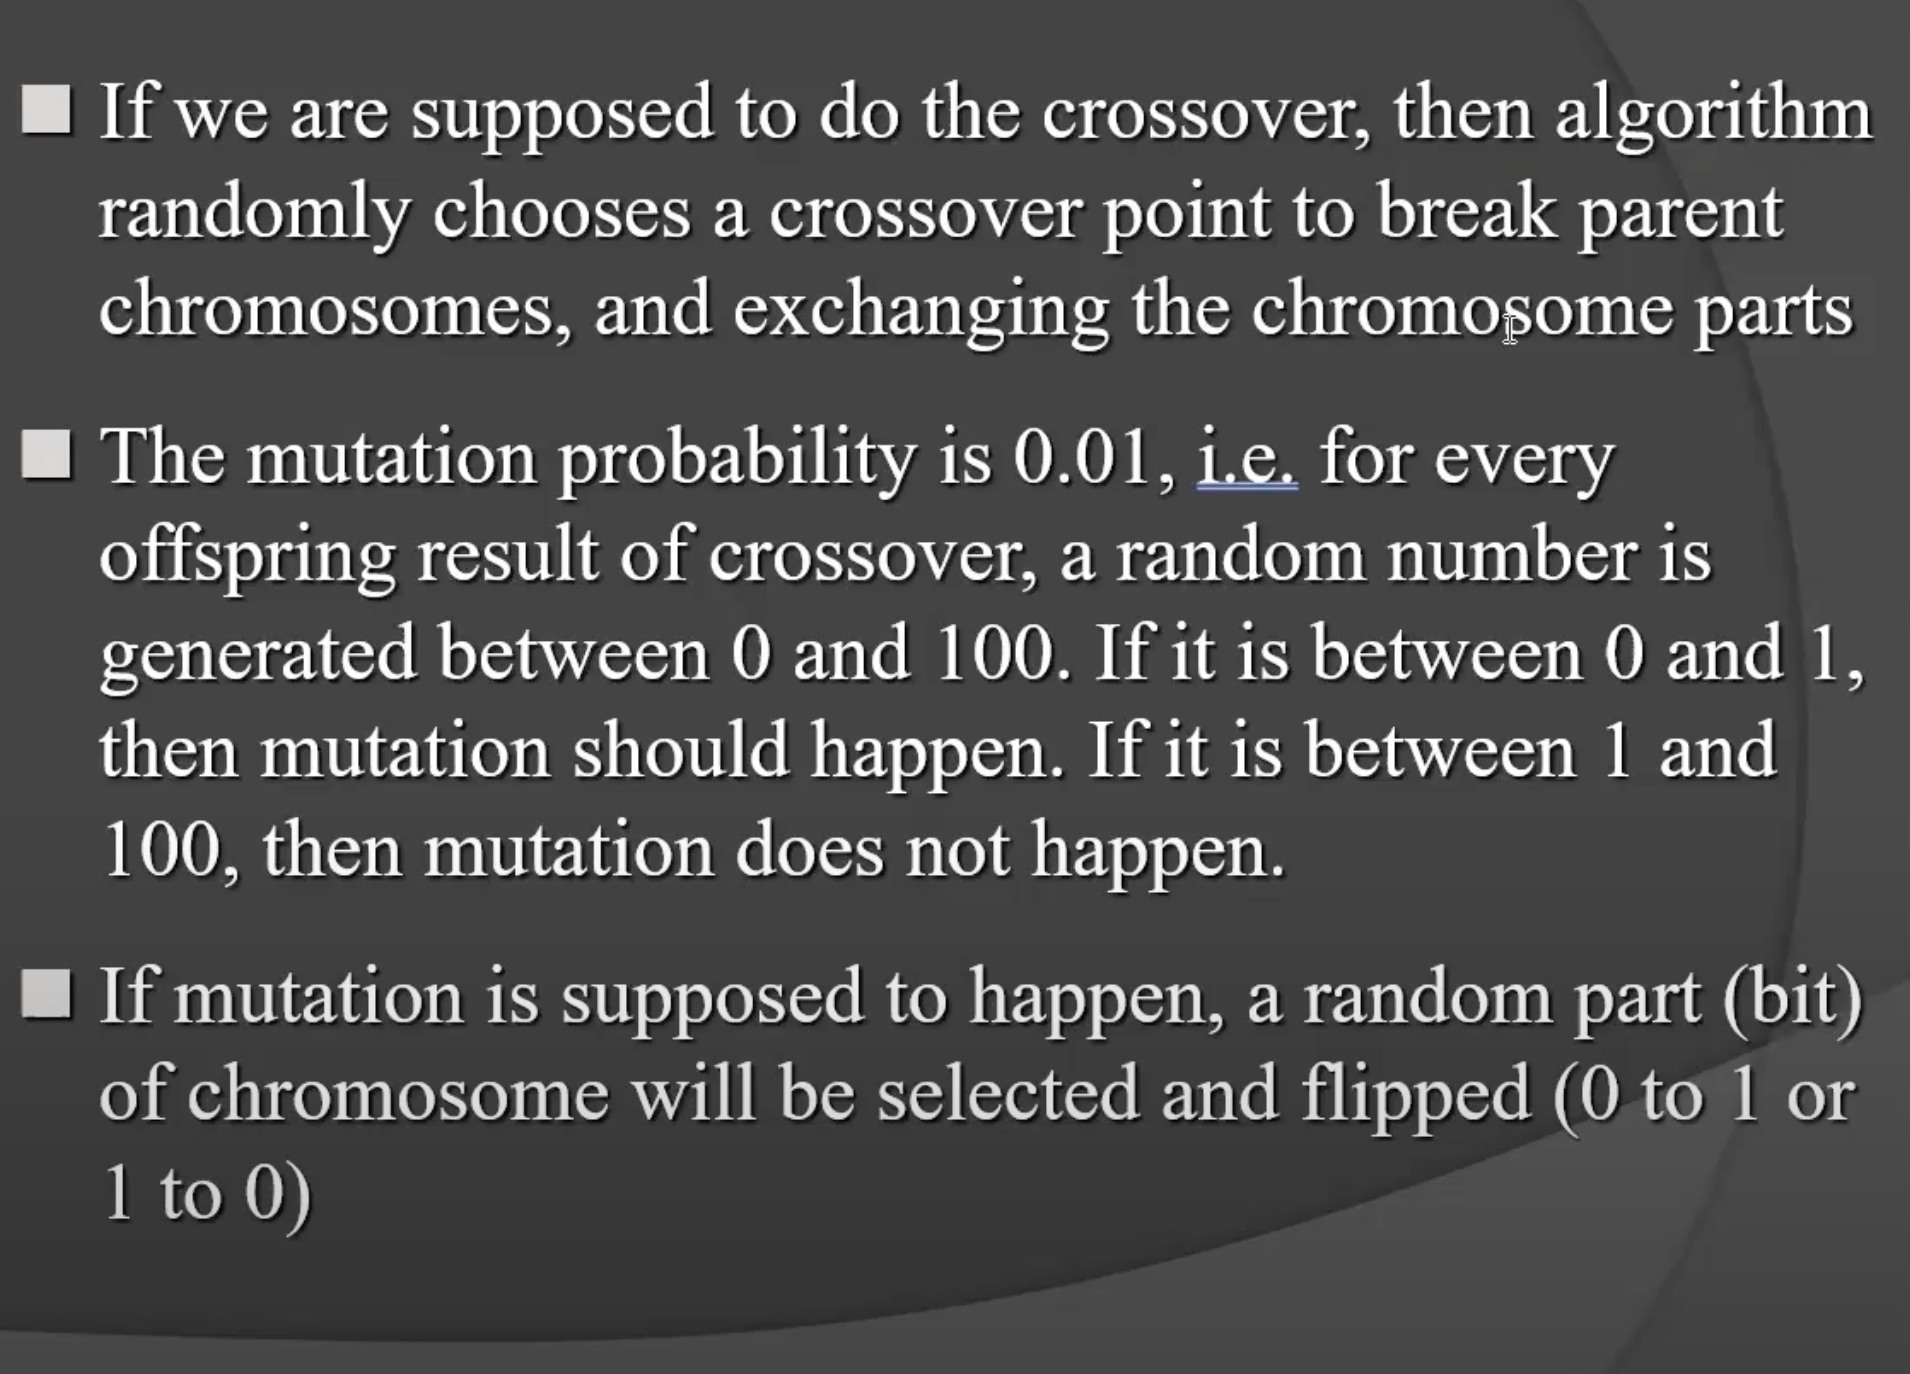 If we are supposed to do the crossover, then algorithm
randomly chooses a crossover point to break parent
chromosomes, and exchanging the chromosome parts
The mutation probability is 0.01, i.e. for every
offspring result of crossover, a random number is
generated between 0 and 100. If it is between 0 and 1,
then mutation should happen. If it is between 1 and
100, then mutation does not happen.
If mutation is supposed to happen, a random part (bit)
of chromosome will be selected and flipped (0 to 1 or
1 to 0)